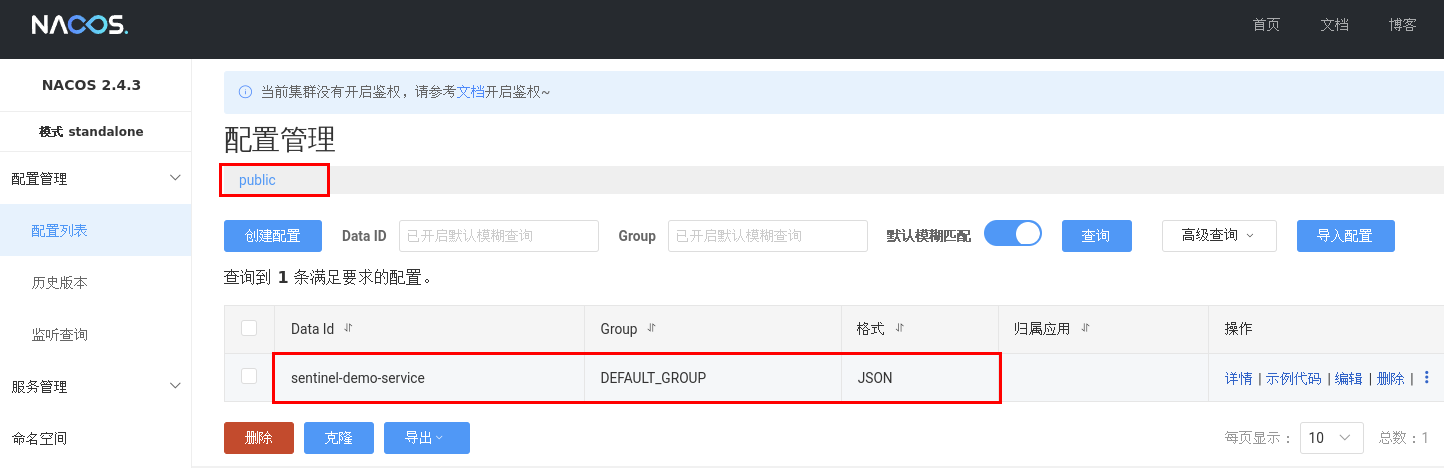 NACOS.
首页 文档 博客
NACOS 2.4.3
模式 standalone
配置管理
配置列表
历史版本
监听查询
服务管理
命名空间
当前集群没有开启鉴权，请参考文档开启鉴权~
配置管理
public
创建配置 Data ID 已开启默认模糊查询 Group 已开启默认模糊查询 默认模糊匹配 查询 高级查询 导入配置
查询到 1 条满足要求的配置。
Data Id Group 格式 归属应用 操作
sentinel-demo-service DEFAULT_GROUP JSON 详情 | 示例代码 | 编辑 | 删除 |
删除 克隆 导出 每页显示： 10 总数：1